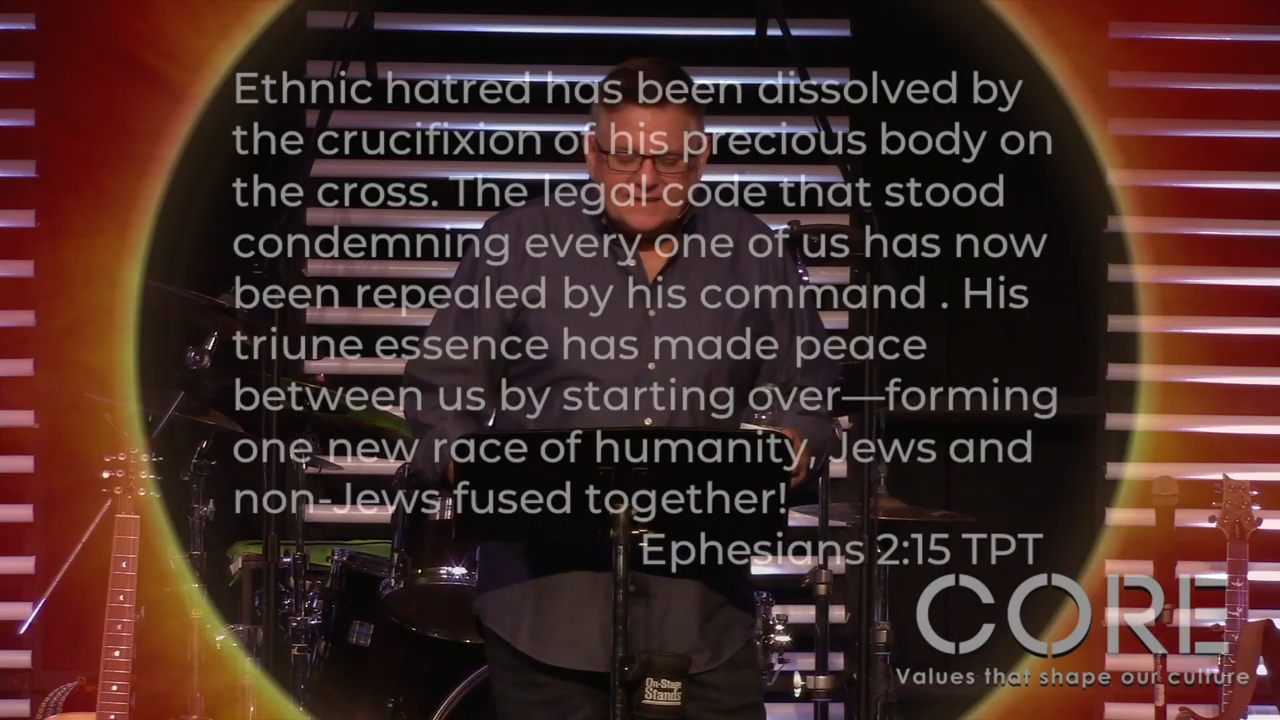 Ethnic hatred has been dissolved by
the crucifixion of his precious body on
the cross. The legal code that stood
condemning every one of us has now
been repealed by his command . His
triune essence has made peace
between us by starting over—forming
one new race of humanity, Jews and
non-Jews fused together!
Ephesians 2:15 TPT
CORE
Values that shape our culture
On-Stage
Stands